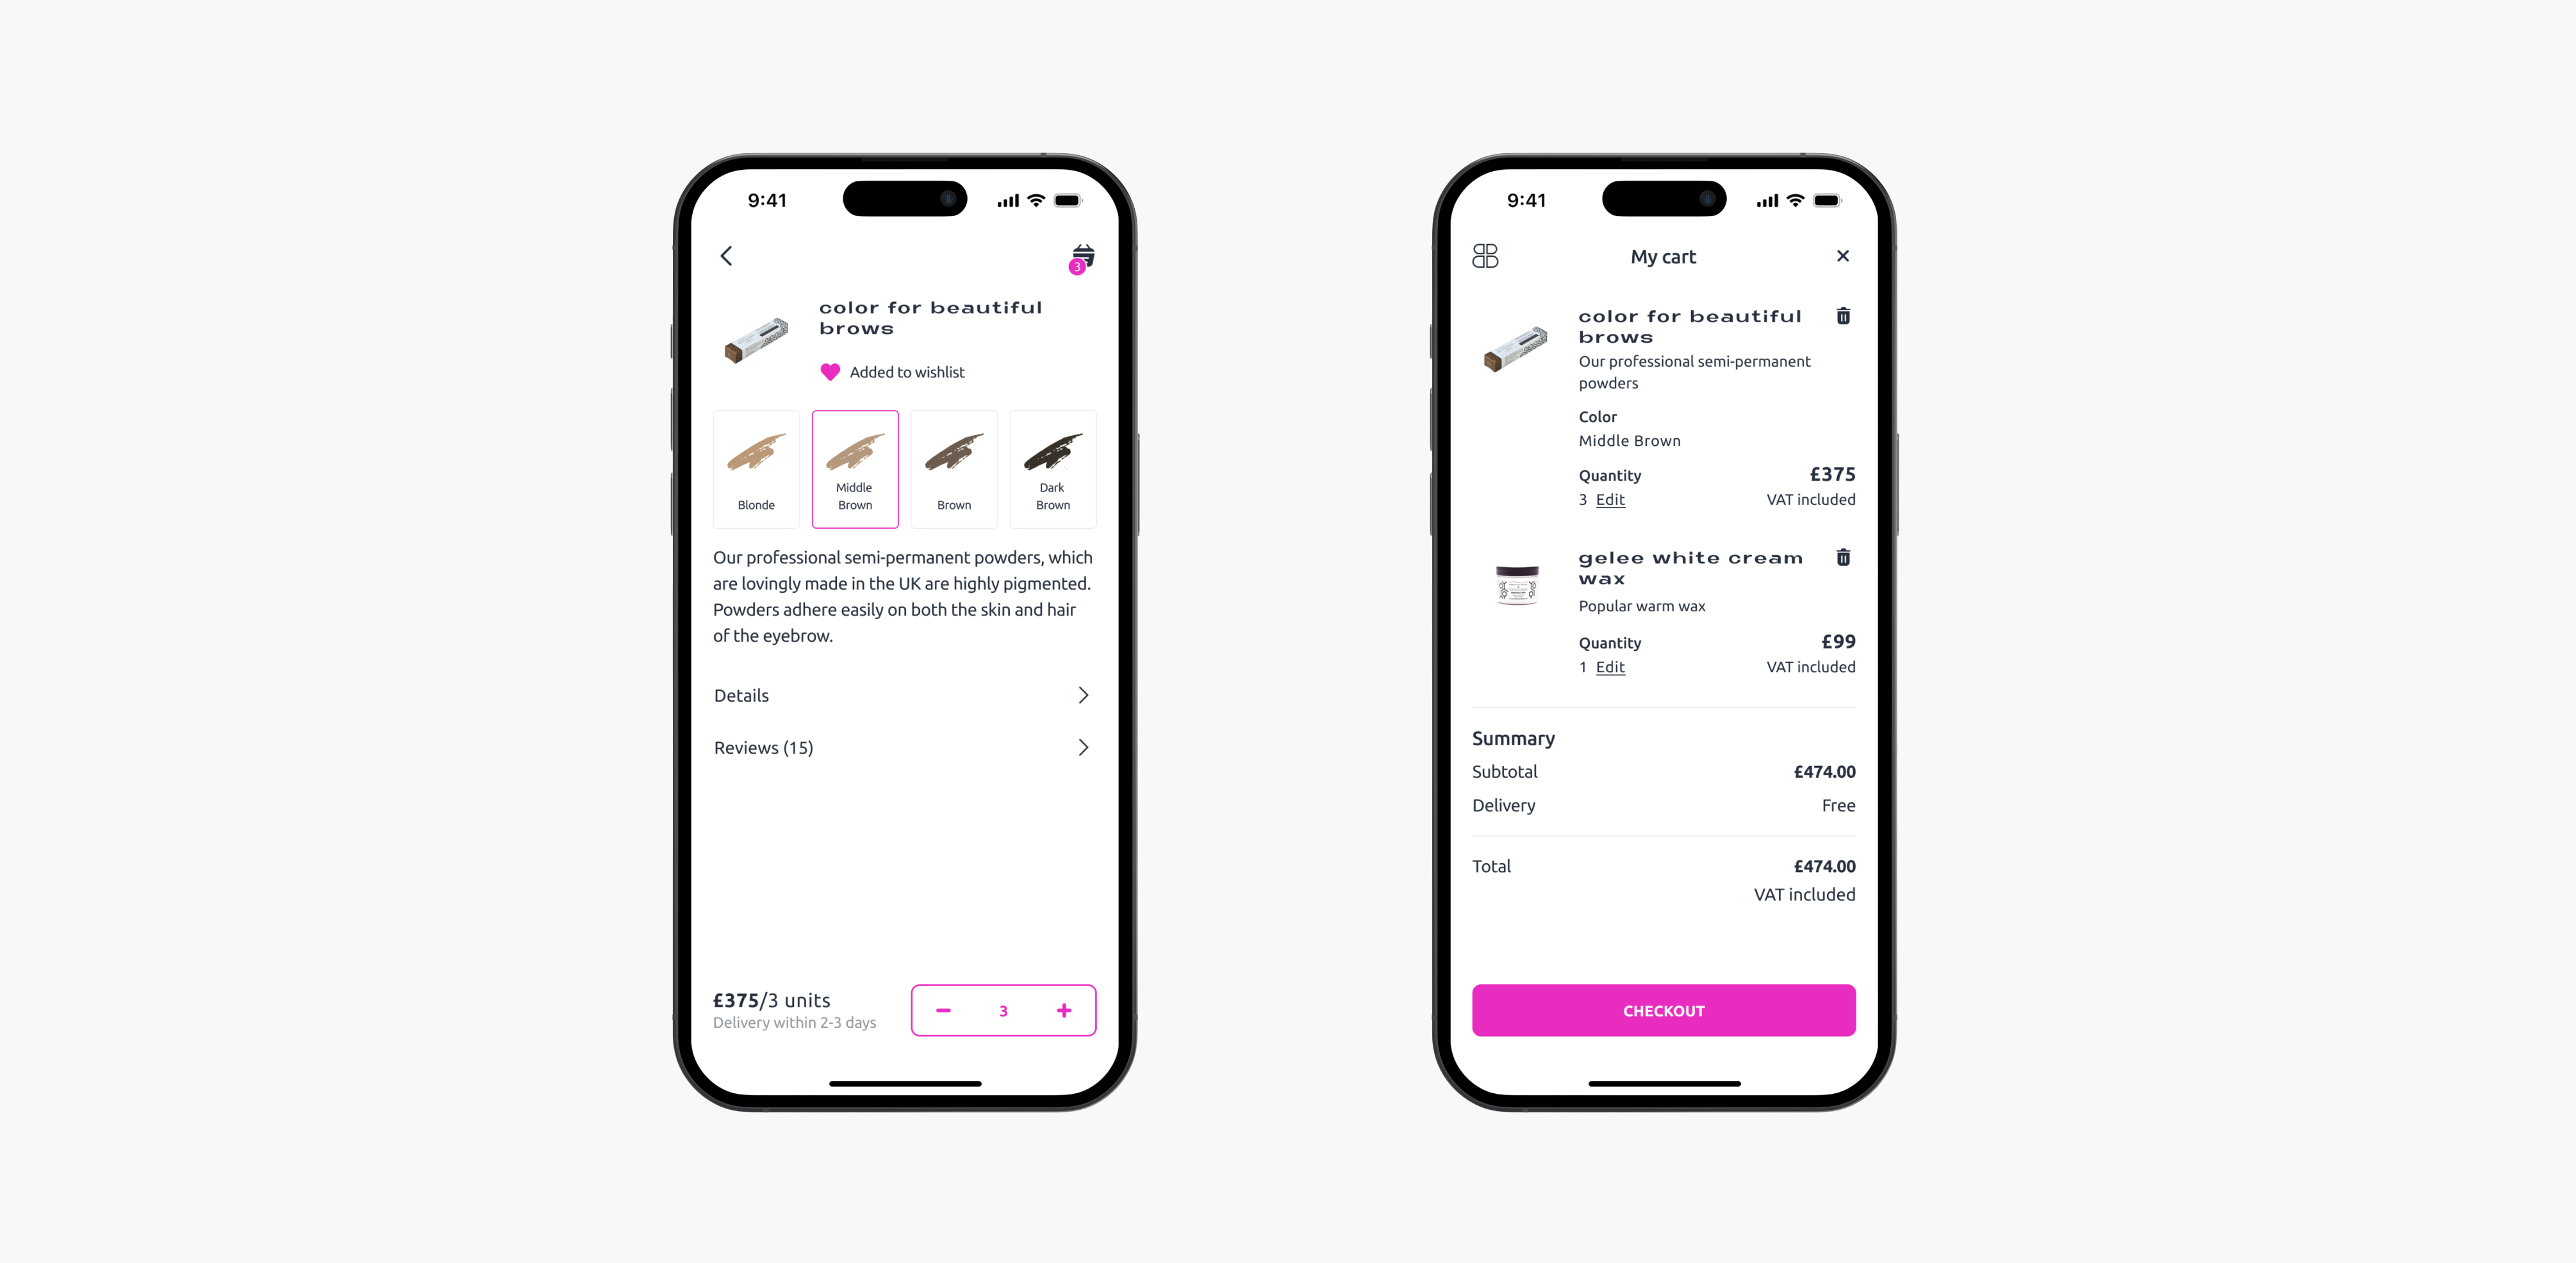 9:41
3
color for beautiful
brows
Added to wishlist
Blonde
Middle
Brown
Brown
Dark
Brown
Our professional semi-permanent powders, which
are lovingly made in the UK are highly pigmented.
Powders adhere easily on both the skin and hair
of the eyebrow.
Details
Reviews (15)
£375/3 units
Delivery within 2-3 days
3
9:41
My cart
color for beautiful
brows
Our professional semi-permanent
powders
Color
Middle Brown
Quantity
£375
3 Edit
VAT included
gelee white cream
wax
Popular warm wax
Quantity
£99
1 Edit
VAT included
Summary
Subtotal
£474.00
Delivery
Free
Total
£474.00
VAT included
CHECKOUT